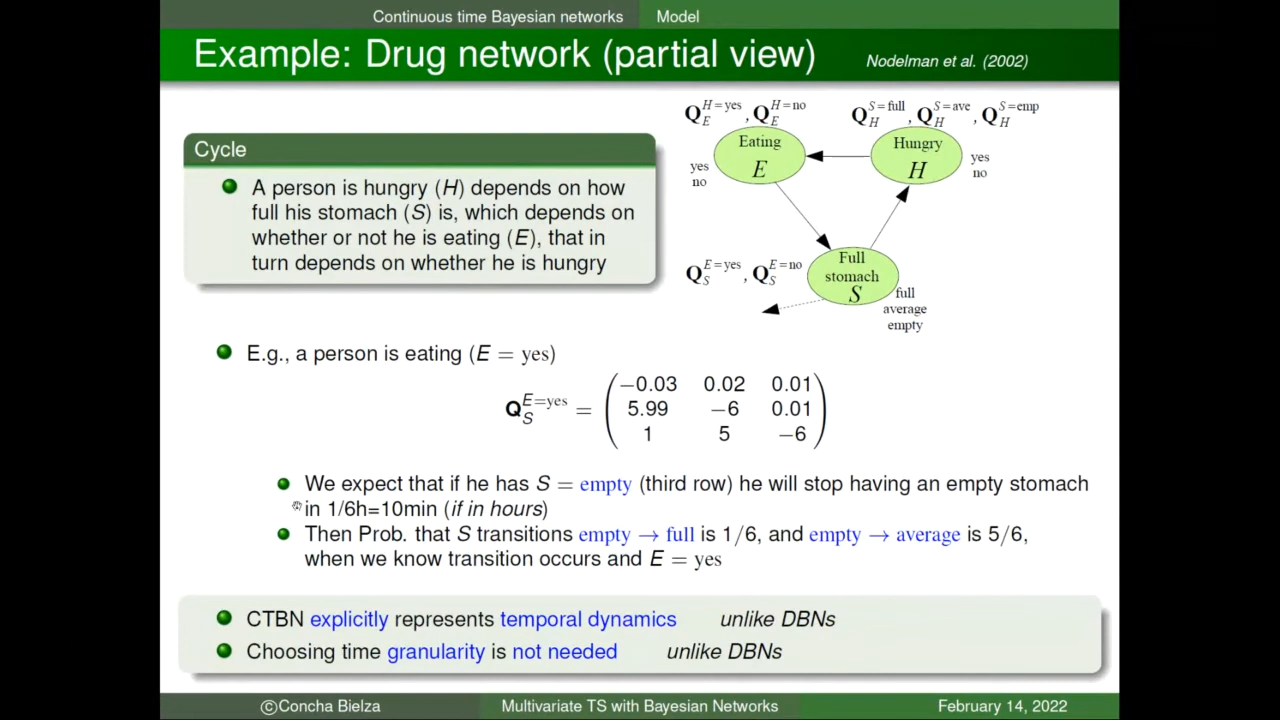 Continuous time Bayesian networks Model
Example: Drug network (partial view) Nodelman et al. (2002)
Cycle
A person is hungry (H) depends on how
full his stomach (S) is, which depends on
whether or not he is eating (E), that in
turn depends on whether he is hungry
Q_E^{H=yes}, Q_E^{H=no}
Q_H^{S=full}, Q_H^{S=ave}, Q_H^{S=emp}
Eating
E
yes
no
Hungry
H
yes
no
Q_S^{E=yes}, Q_S^{E=no}
Full
stomach
S
full
average
empty
E.g., a person is eating (E = yes)
Q_S^{E=yes} =
−0.03 0.02 0.01
5.99 −6 0.01
1 5 −6
We expect that if he has S = empty (third row) he will stop having an empty stomach
in 1/6h=10min (if in hours)
Then Prob. that S transitions empty → full is 1/6, and empty → average is 5/6,
when we know transition occurs and E = yes
CTBN explicitly represents temporal dynamics unlike DBNs
Choosing time granularity is not needed unlike DBNs
©Concha Bielza Multivariate TS with Bayesian Networks February 14, 2022